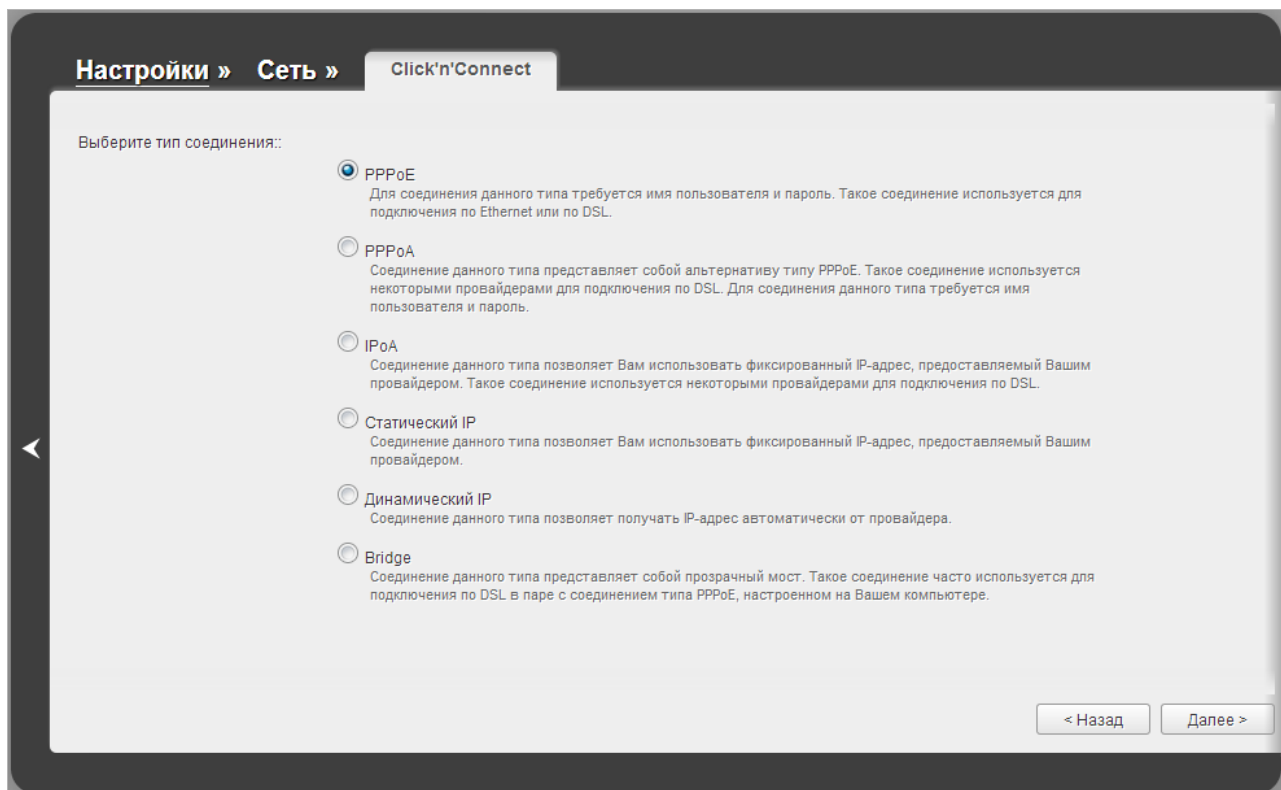 Настройки » Сеть » Click'n'Connect
Выберите тип соединения::
PPPoE
Для соединения данного типа требуется имя пользователя и пароль. Такое соединение используется для
подключения по Ethernet или по DSL.
PPPoA
Соединение данного типа представляет собой альтернативу типу PPPoE. Такое соединение используется
некоторыми провайдерами для подключения по DSL. Для соединения данного типа требуется имя
пользователя и пароль.
IPoA
Соединение данного типа позволяет Вам использовать фиксированный IP-адрес, предоставляемый Вашим
провайдером. Такое соединение используется некоторыми провайдерами для подключения по DSL.
Статический IP
Соединение данного типа позволяет Вам использовать фиксированный IP-адрес, предоставляемый Вашим
провайдером.
Динамический IP
Соединение данного типа позволяет получать IP-адрес автоматически от провайдера.
Bridge
Соединение данного типа представляет собой прозрачный мост. Такое соединение часто используется для
подключения по DSL в паре с соединением типа PPPoE, настроенном на Вашем компьютере.
< Назад Далее >